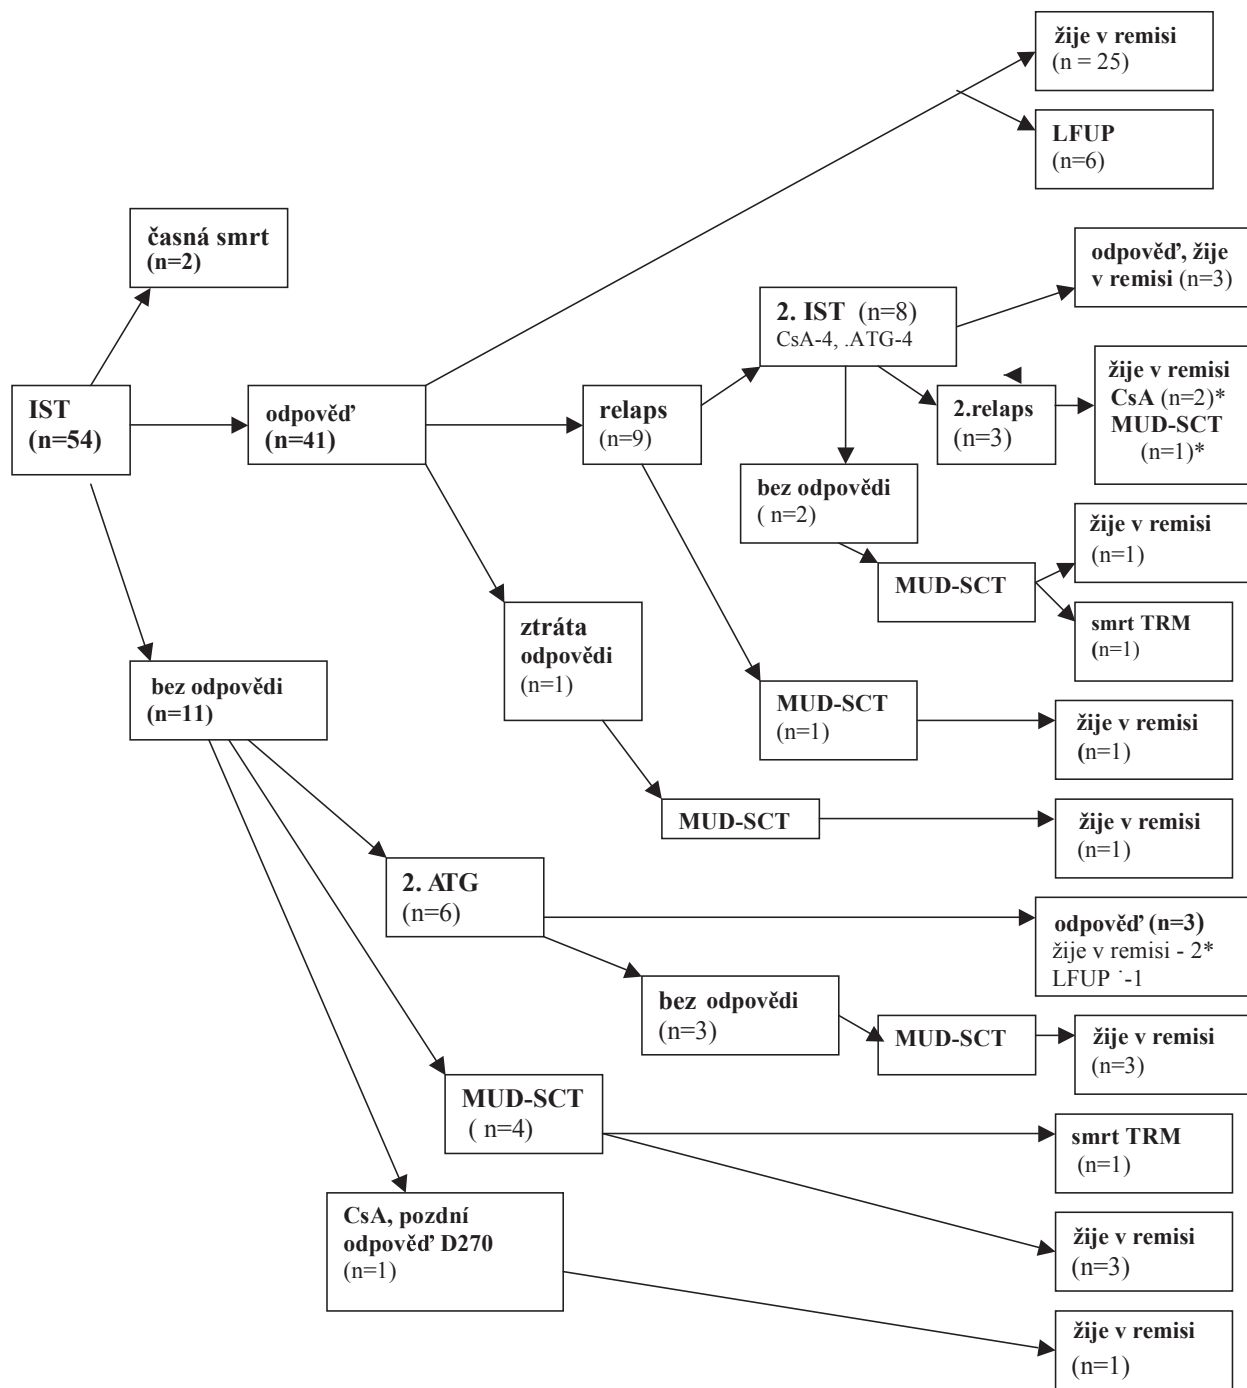 žije v remisi
(n = 25)
LFUP
(n=6)
časná smrt
(n=2)
odpověď, žije
v remisi (n=3)
2. IST (n=8)
CsA-4, .ATG-4
IST
(n=54)
odpověď
(n=41)
relaps
(n=9)
2.relaps
(n=3)
žije v remisi
CsA (n=2)*
MUD-SCT
(n=1)*
bez odpovědi
( n=2)
žije v remisi
(n=1)
MUD-SCT
smrt TRM
(n=1)
ztráta
odpovědi
(n=1)
bez odpovědi
(n=11)
MUD-SCT
(n=1)
žije v remisi
(n=1)
MUD-SCT
žije v remisi
(n=1)
2. ATG
(n=6)
odpověď (n=3)
žije v remisi - 2*
LFUP ˙-1
bez odpovědi
(n=3)
MUD-SCT
žije v remisi
(n=3)
MUD-SCT
( n=4)
smrt TRM
(n=1)
CsA, pozdní
odpověď D270
(n=1)
žije v remisi
(n=3)
žije v remisi
(n=1)